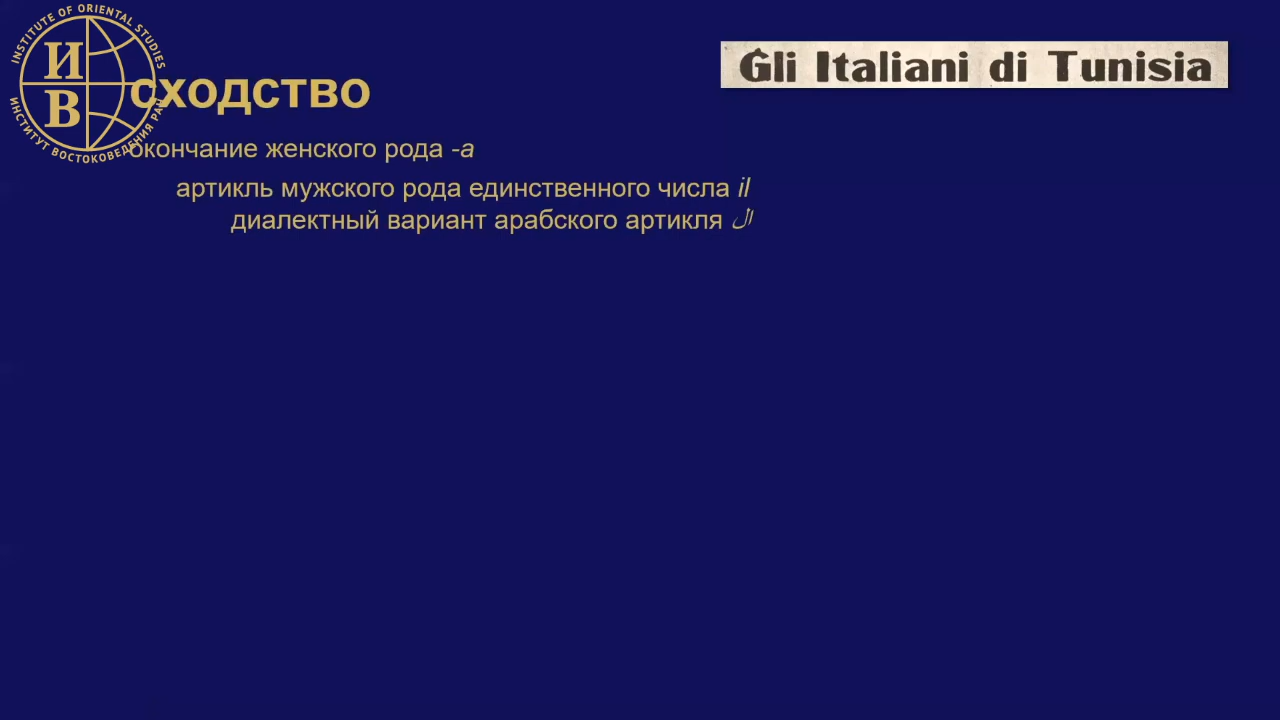 INSTITUTE OF ORIENTAL STUDIES
ИВ
ИНСТИТУТ ВОСТОКОВЕДЕНИЯ РАН
Gli Italiani di Tunisia
сходство
окончание женского рода -a
артикль мужского рода единственного числа il
диалектный вариант арабского артикля ال